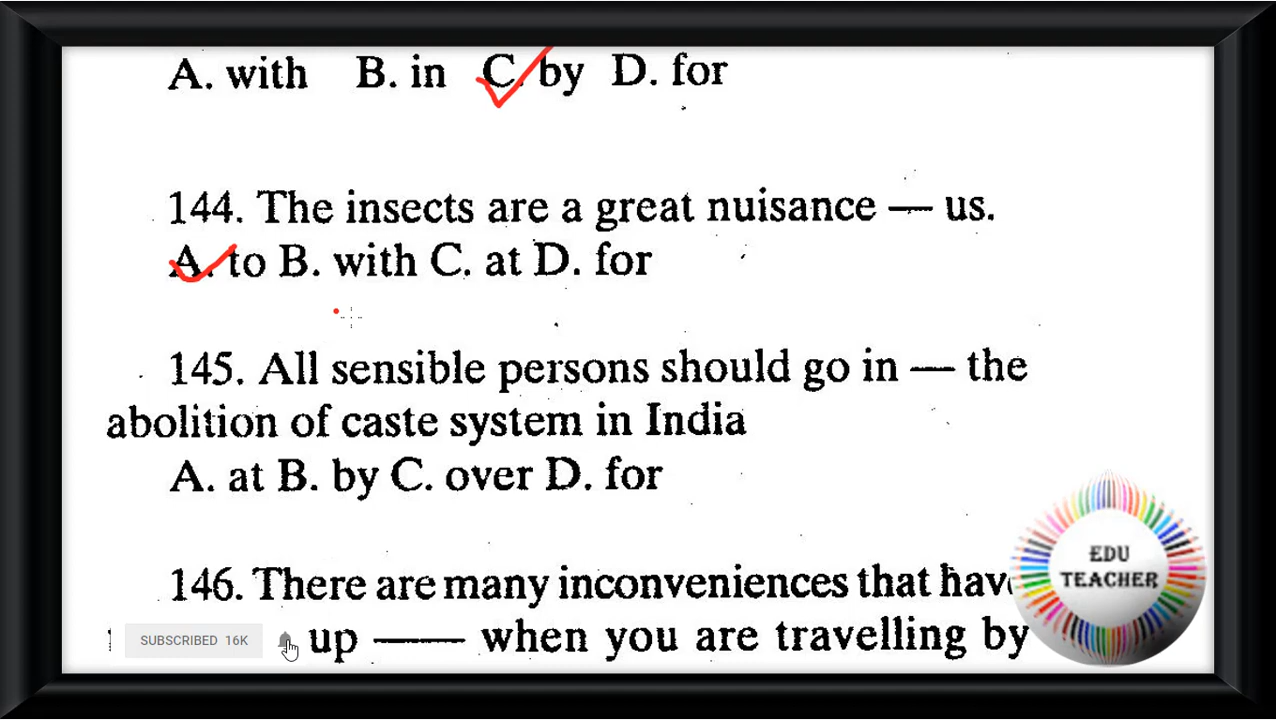 A. with B. in C. by D. for
144. The insects are a great nuisance — us.
A. to B. with C. at D. for
145. All sensible persons should go in — the
abolition of caste system in India
A. at B. by C. over D. for
146. There are many inconveniences that have
up —— when you are travelling by
SUBSCRIBED 16K
EDU
TEACHER